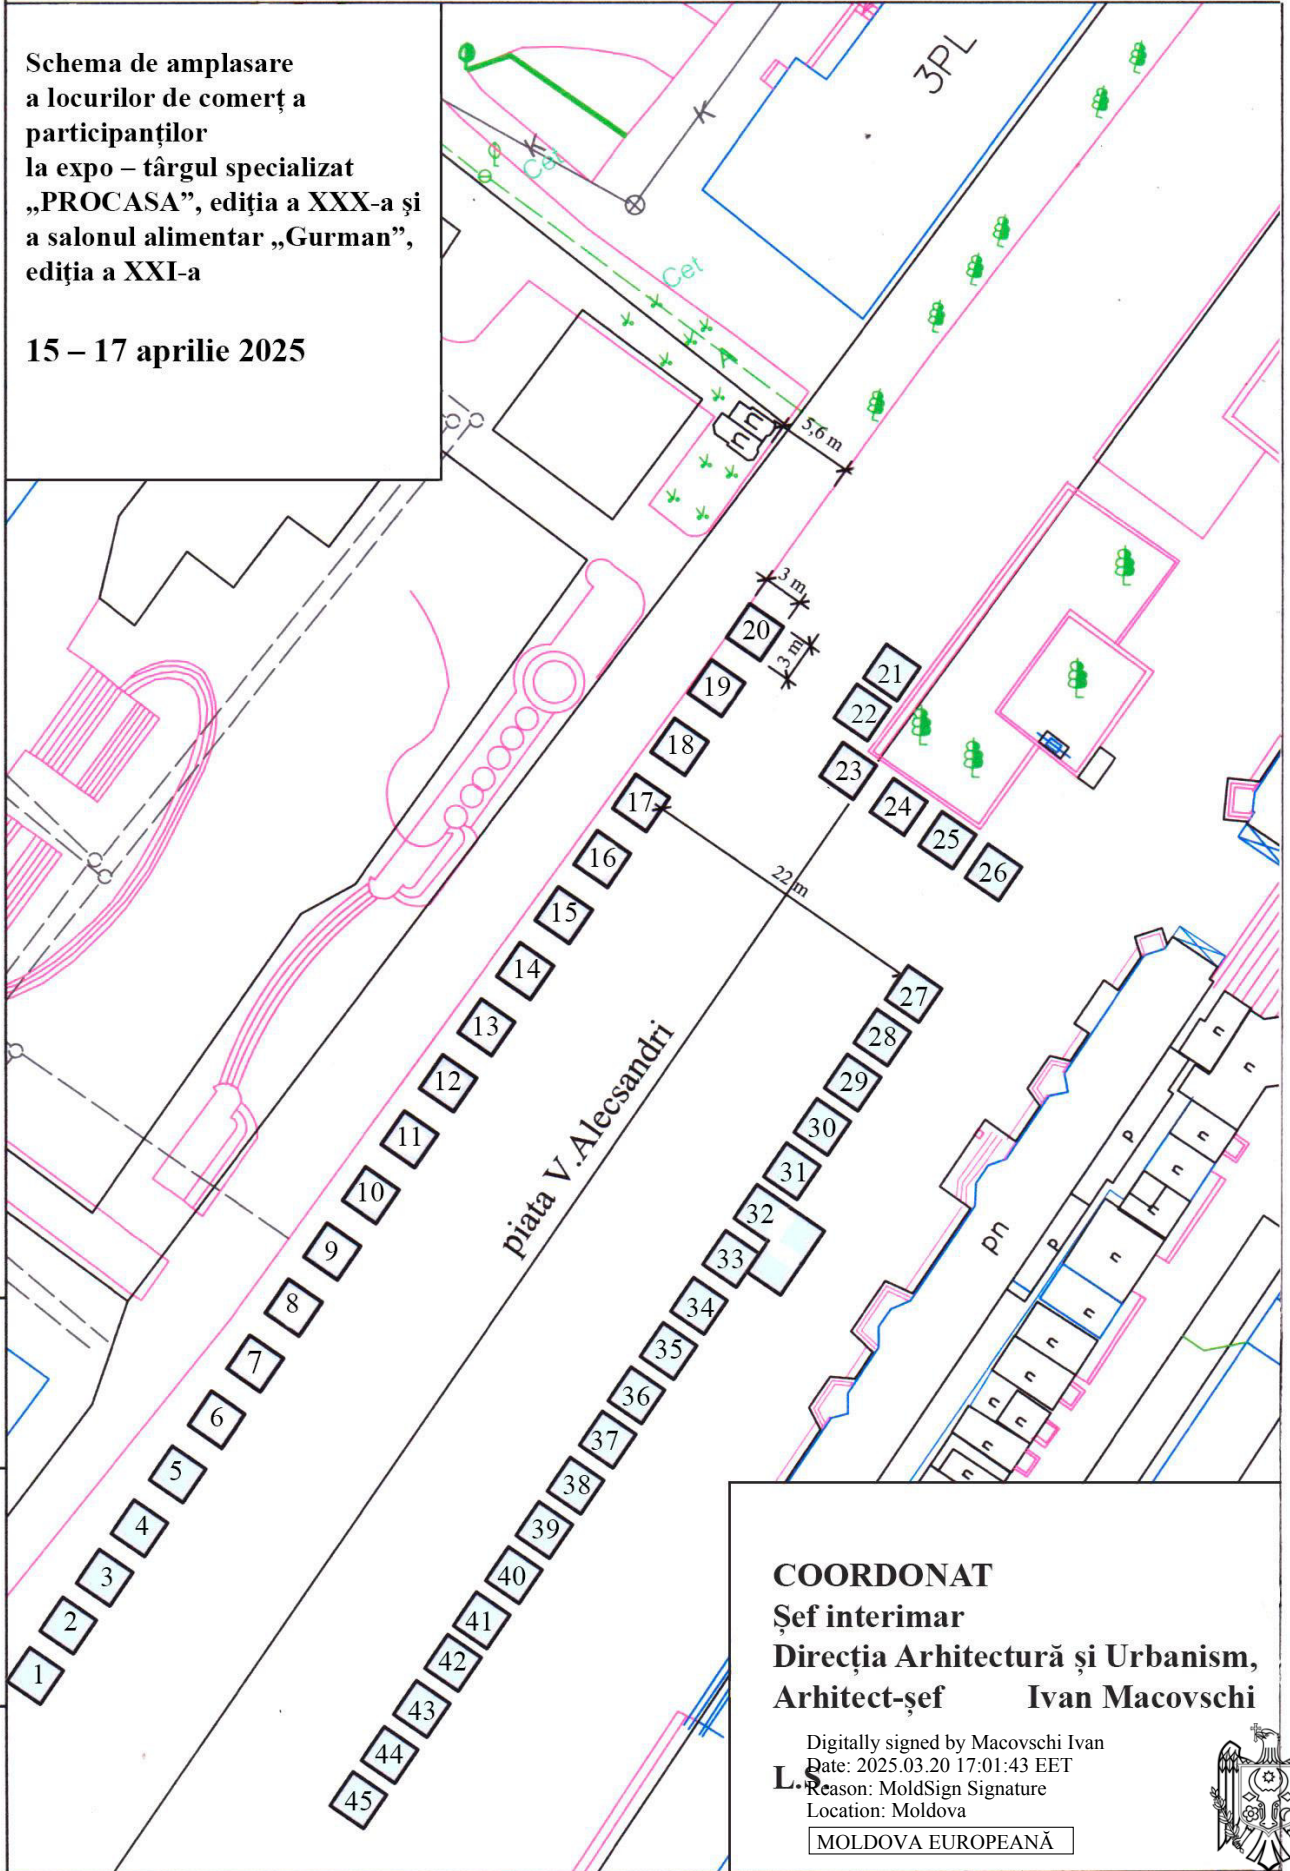 Schema de amplasare
a locurilor de comerț a
participanților
la expo – târgul specializat
„PROCASA”, ediţia a XXX-a şi
a salonul alimentar „Gurman”,
ediţia a XXI-a
15 – 17 aprilie 2025
3PL
K
K
Cet
Cet
A
n
n
5,6 m
3 m
3 m
20
19
18
17
16
15
14
13
12
11
10
9
8
7
6
5
4
3
2
1
21
22
23
24
25
26
22 m
piata V.Alecsandri
27
28
29
30
31
32
33
34
35
36
37
38
39
40
41
42
43
44
45
n
n
P
n
n
pn
P
n
n
n
n
n
n
n
n
COORDONAT
Șef interimar
Direcția Arhitectură și Urbanism,
Arhitect-șef Ivan Macovschi
L.S.
Digitally signed by Macovschi Ivan
Date: 2025.03.20 17:01:43 EET
Reason: MoldSign Signature
Location: Moldova
MOLDOVA EUROPEANĂ